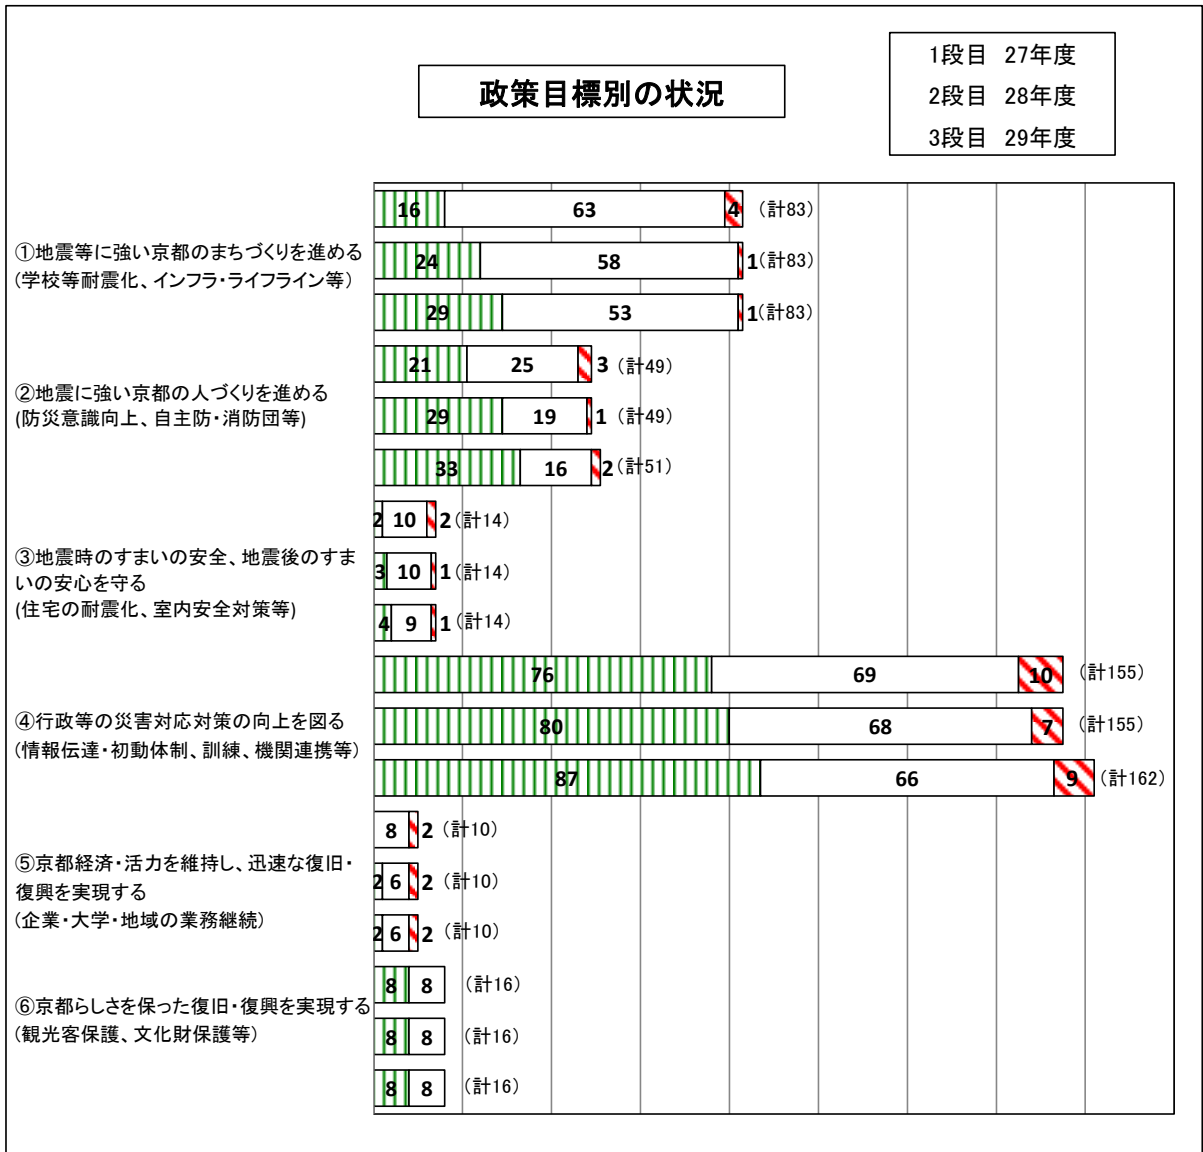 政策目標別の状況
1段目 27年度
2段目 28年度
3段目 29年度
①地震等に強い京都のまちづくりを進める
(学校等耐震化、インフラ・ライフライン等)
16 63 4 (計83)
24 58 1 (計83)
29 53 1 (計83)
②地震に強い京都の人づくりを進める
(防災意識向上、自主防・消防団等)
21 25 3 (計49)
29 19 1 (計49)
33 16 2 (計51)
③地震時のすまいの安全、地震後のすま
いの安心を守る
(住宅の耐震化、室内安全対策等)
2 10 2 (計14)
3 10 1 (計14)
4 9 1 (計14)
④行政等の災害対応対策の向上を図る
(情報伝達・初動体制、訓練、機関連携等)
76 69 10 (計155)
80 68 7 (計155)
87 66 9 (計162)
⑤京都経済・活力を維持し、迅速な復旧・
復興を実現する
(企業・大学・地域の業務継続)
8 2 (計10)
2 6 2 (計10)
2 6 2 (計10)
⑥京都らしさを保った復旧・復興を実現する
(観光客保護、文化財保護等)
8 8 (計16)
8 8 (計16)
8 8 (計16)